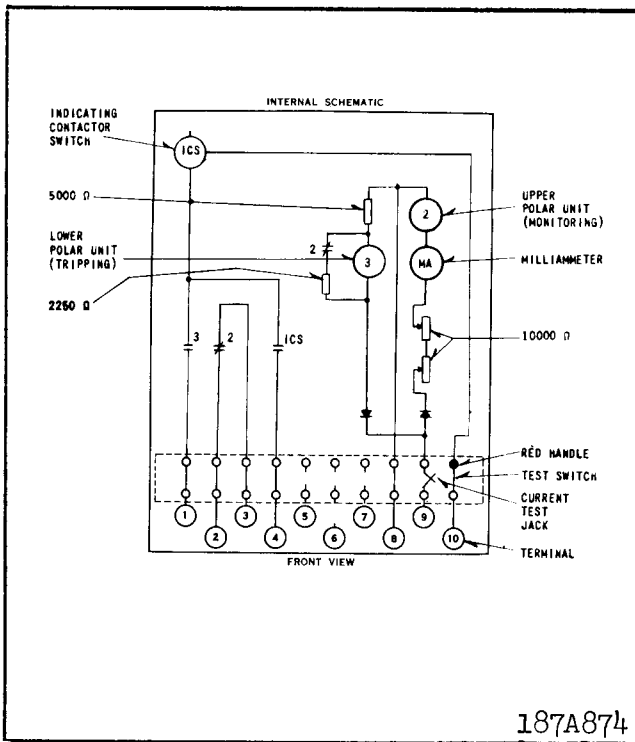 INTERNAL SCHEMATIC
INDICATING
CONTACTOR
SWITCH
ICS
5000 Ω
UPPER
POLAR UNIT
(MONITORING)
2
LOWER
POLAR UNIT
(TRIPPING)
2
3
MA
MILLIAMMETER
2250 Ω
10000 Ω
3
2
ICS
RED HANDLE
TEST SWITCH
CURRENT
TEST
JACK
1
3
5
7
9
2
4
6
8
10
TERMINAL
FRONT VIEW
187A874